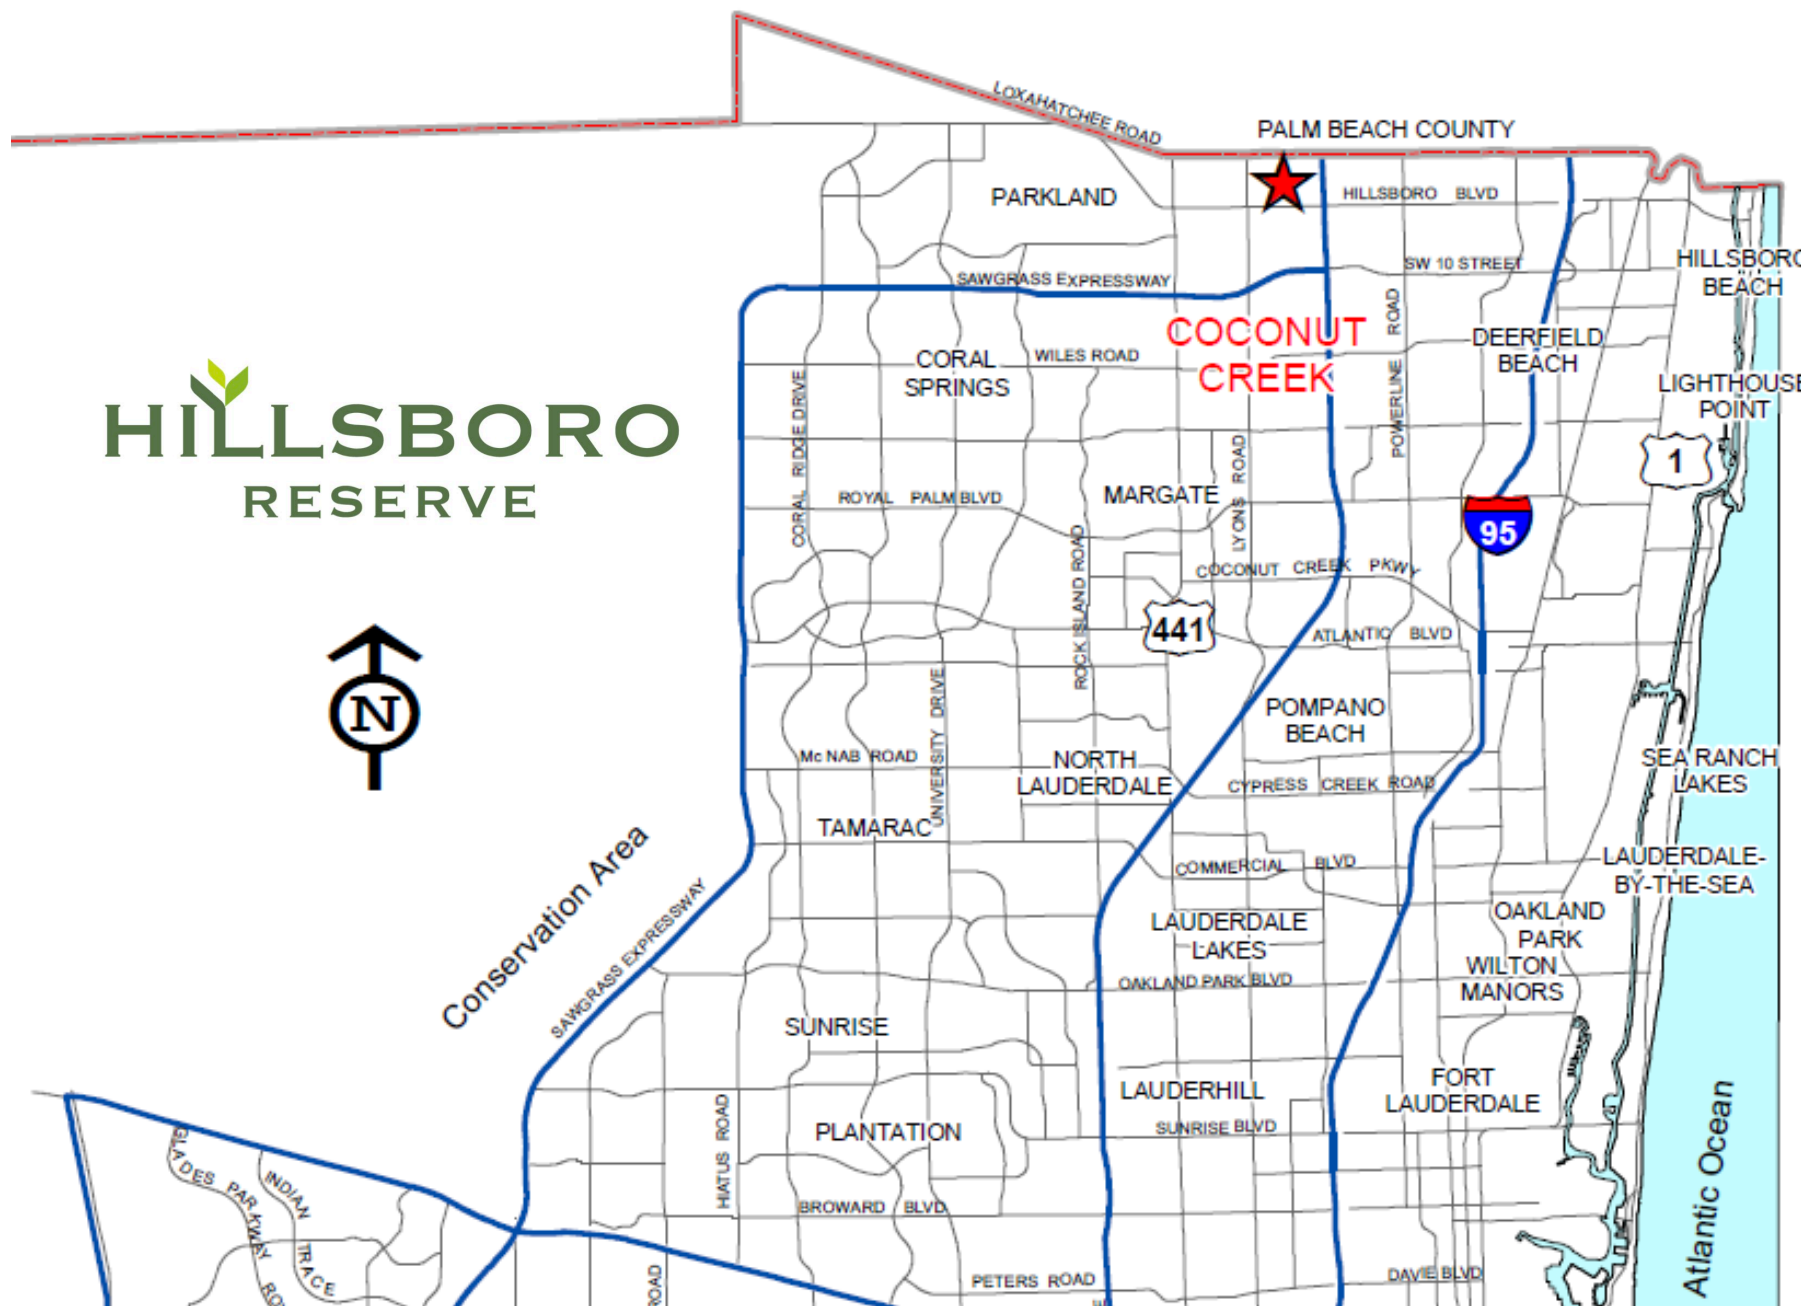 LOXAHATCHEE ROAD
PALM BEACH COUNTY
PARKLAND
HILLSBORO BLVD
SAWGRASS EXPRESSWAY
SW 10 STREET
HILLSBORO
BEACH
COCONUT
CREEK
POWERLINE ROAD
DEERFIELD
BEACH
CORAL
SPRINGS
WILES ROAD
LIGHTHOUSE
POINT
HILLSBORO
RESERVE
CORAL RIDGE DRIVE
LYONS ROAD
1
ROYAL PALM BLVD
MARGATE
95
ROCK ISLAND ROAD
COCONUT CREEK PKWY
441
ATLANTIC BLVD
N
UNIVERSITY DRIVE
POMPANO
BEACH
Mc NAB ROAD
NORTH
LAUDERDALE
CYPRESS CREEK ROAD
SEA RANCH
LAKES
TAMARAC
COMMERCIAL BLVD
LAUDERDALE-
BY-THE-SEA
Conservation Area
SAWGRASS EXPRESSWAY
LAUDERDALE
LAKES
OAKLAND
PARK
WILTON
MANORS
OAKLAND PARK BLVD
SUNRISE
LAUDERHILL
FORT
LAUDERDALE
HIATUS ROAD
PLANTATION
SUNRISE BLVD
Atlantic Ocean
PARKWAY
INDIAN
TRACE
BROWARD BLVD
ROAD
PETERS ROAD
DAVIE BLVD